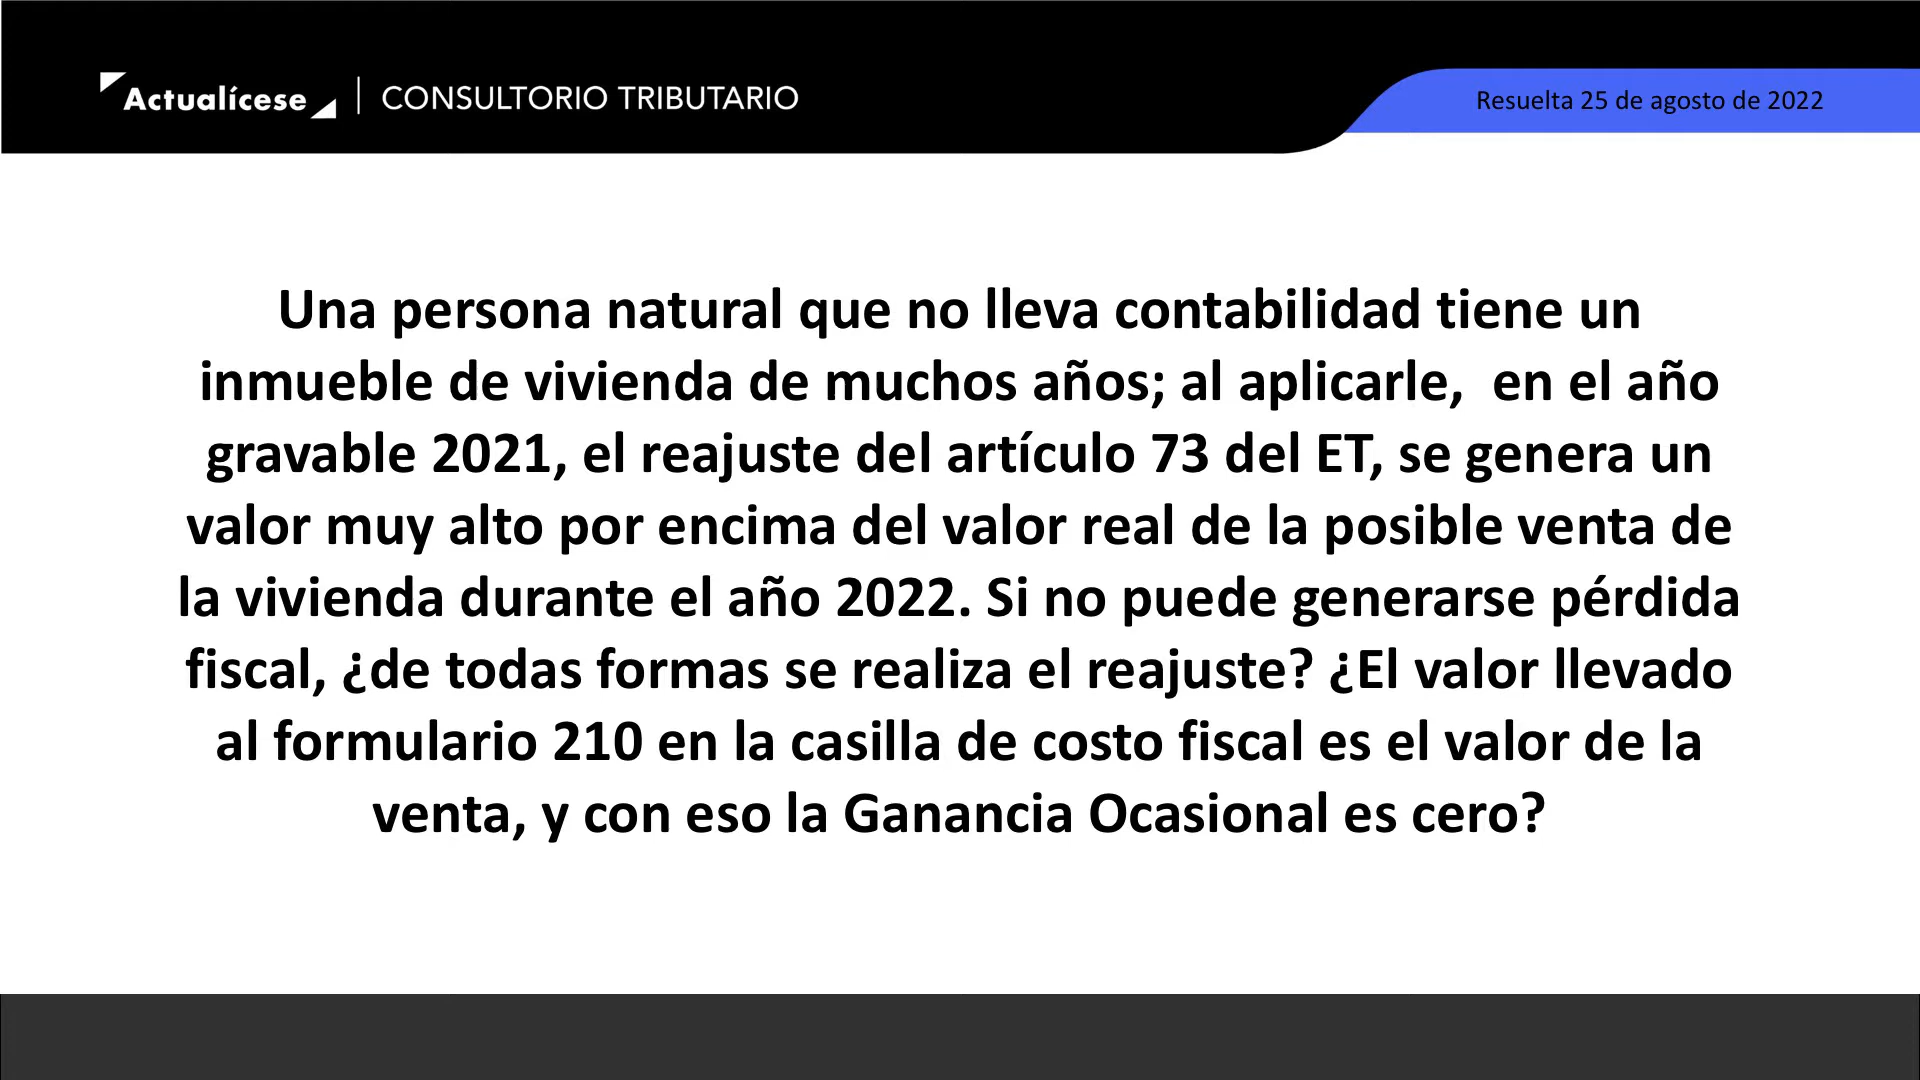 Actualícese | CONSULTORIO TRIBUTARIO
Resuelta 25 de agosto de 2022
Una persona natural que no lleva contabilidad tiene un
inmueble de vivienda de muchos años; al aplicarle,  en el año
gravable 2021, el reajuste del artículo 73 del ET, se genera un
valor muy alto por encima del valor real de la posible venta de
la vivienda durante el año 2022. Si no puede generarse pérdida
fiscal, ¿de todas formas se realiza el reajuste? ¿El valor llevado
al formulario 210 en la casilla de costo fiscal es el valor de la
venta, y con eso la Ganancia Ocasional es cero?